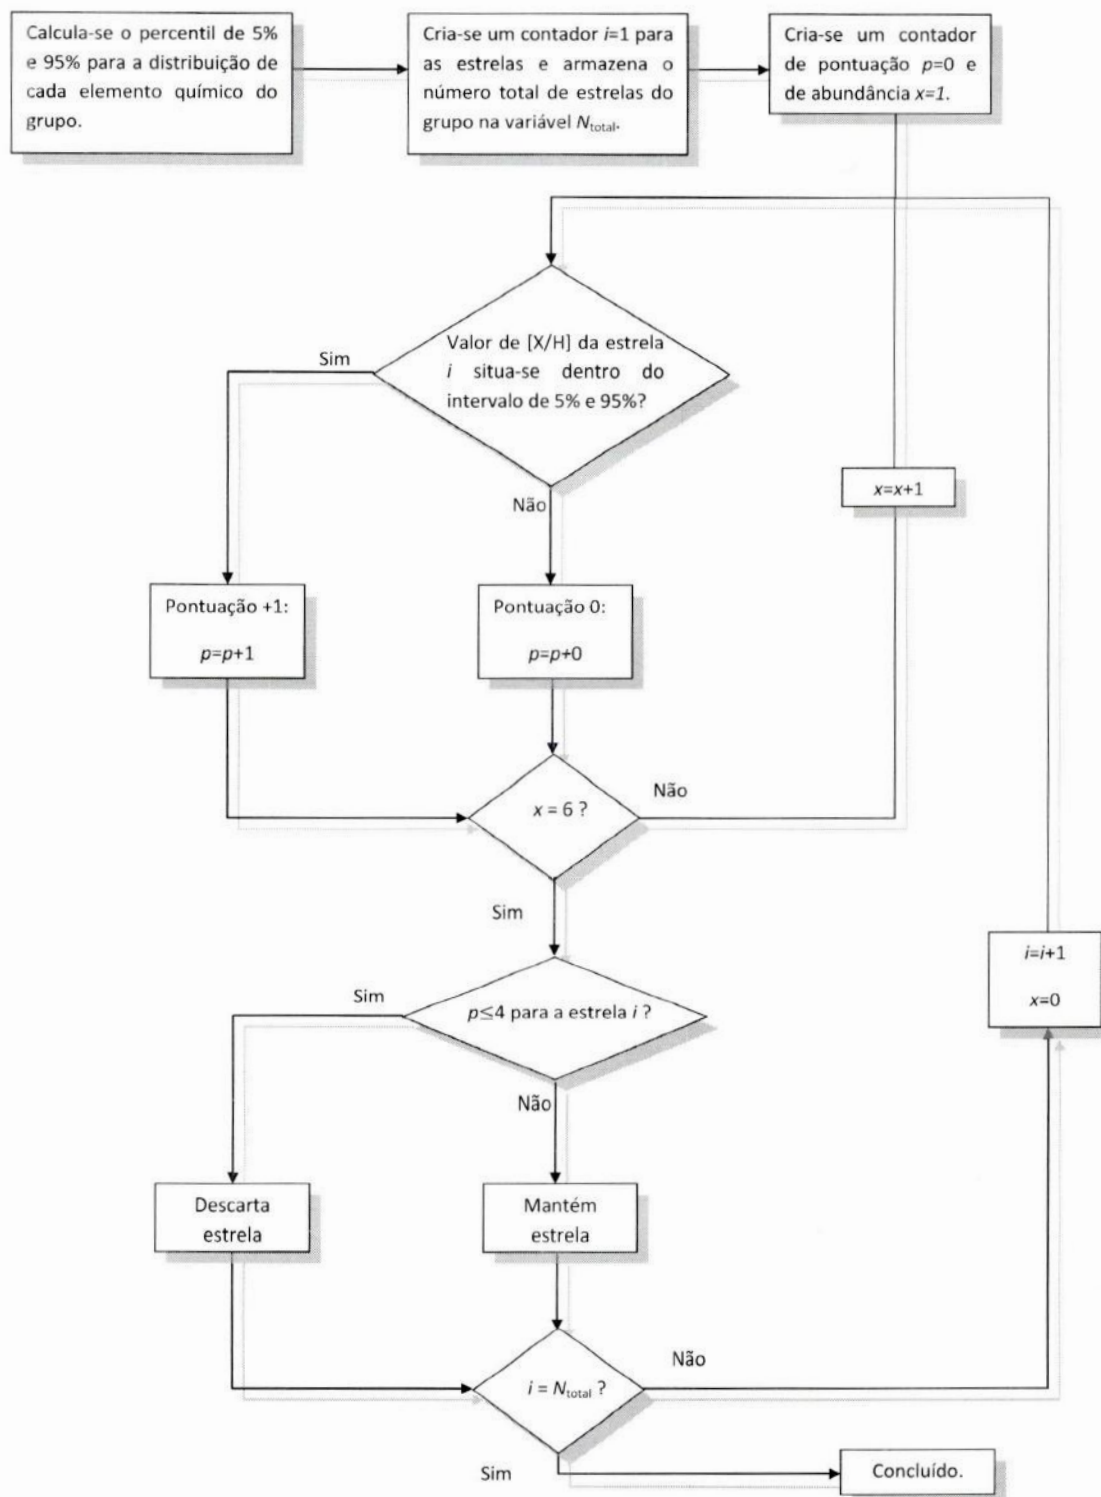 Calcula-se o percentil de 5%
e 95% para a distribuição de
cada elemento químico do
grupo.
Cria-se um contador i=1 para
as estrelas e armazena o
número total de estrelas do
grupo na variável Ntotal.
Cria-se um contador
de pontuação p=0 e
de abundância x=1.
Valor de [X/H] da estrela
i situa-se dentro do
intervalo de 5% e 95%?
Sim
Não
x=x+1
Pontuação +1:
p=p+1
Pontuação 0:
p=p+0
x = 6 ?
Não
Sim
i=i+1
x=0
p≤4 para a estrela i ?
Sim
Não
Descarta
estrela
Mantém
estrela
i = Ntotal ?
Não
Sim
Concluído.